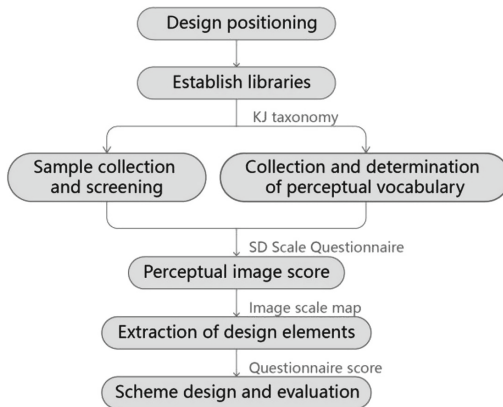 Design positioning
Establish libraries
KJ taxonomy
Sample collection
and screening
Collection and determination
of perceptual vocabulary
SD Scale Questionnaire
Perceptual image score
Image scale map
Extraction of design elements
Questionnaire score
Scheme design and evaluation